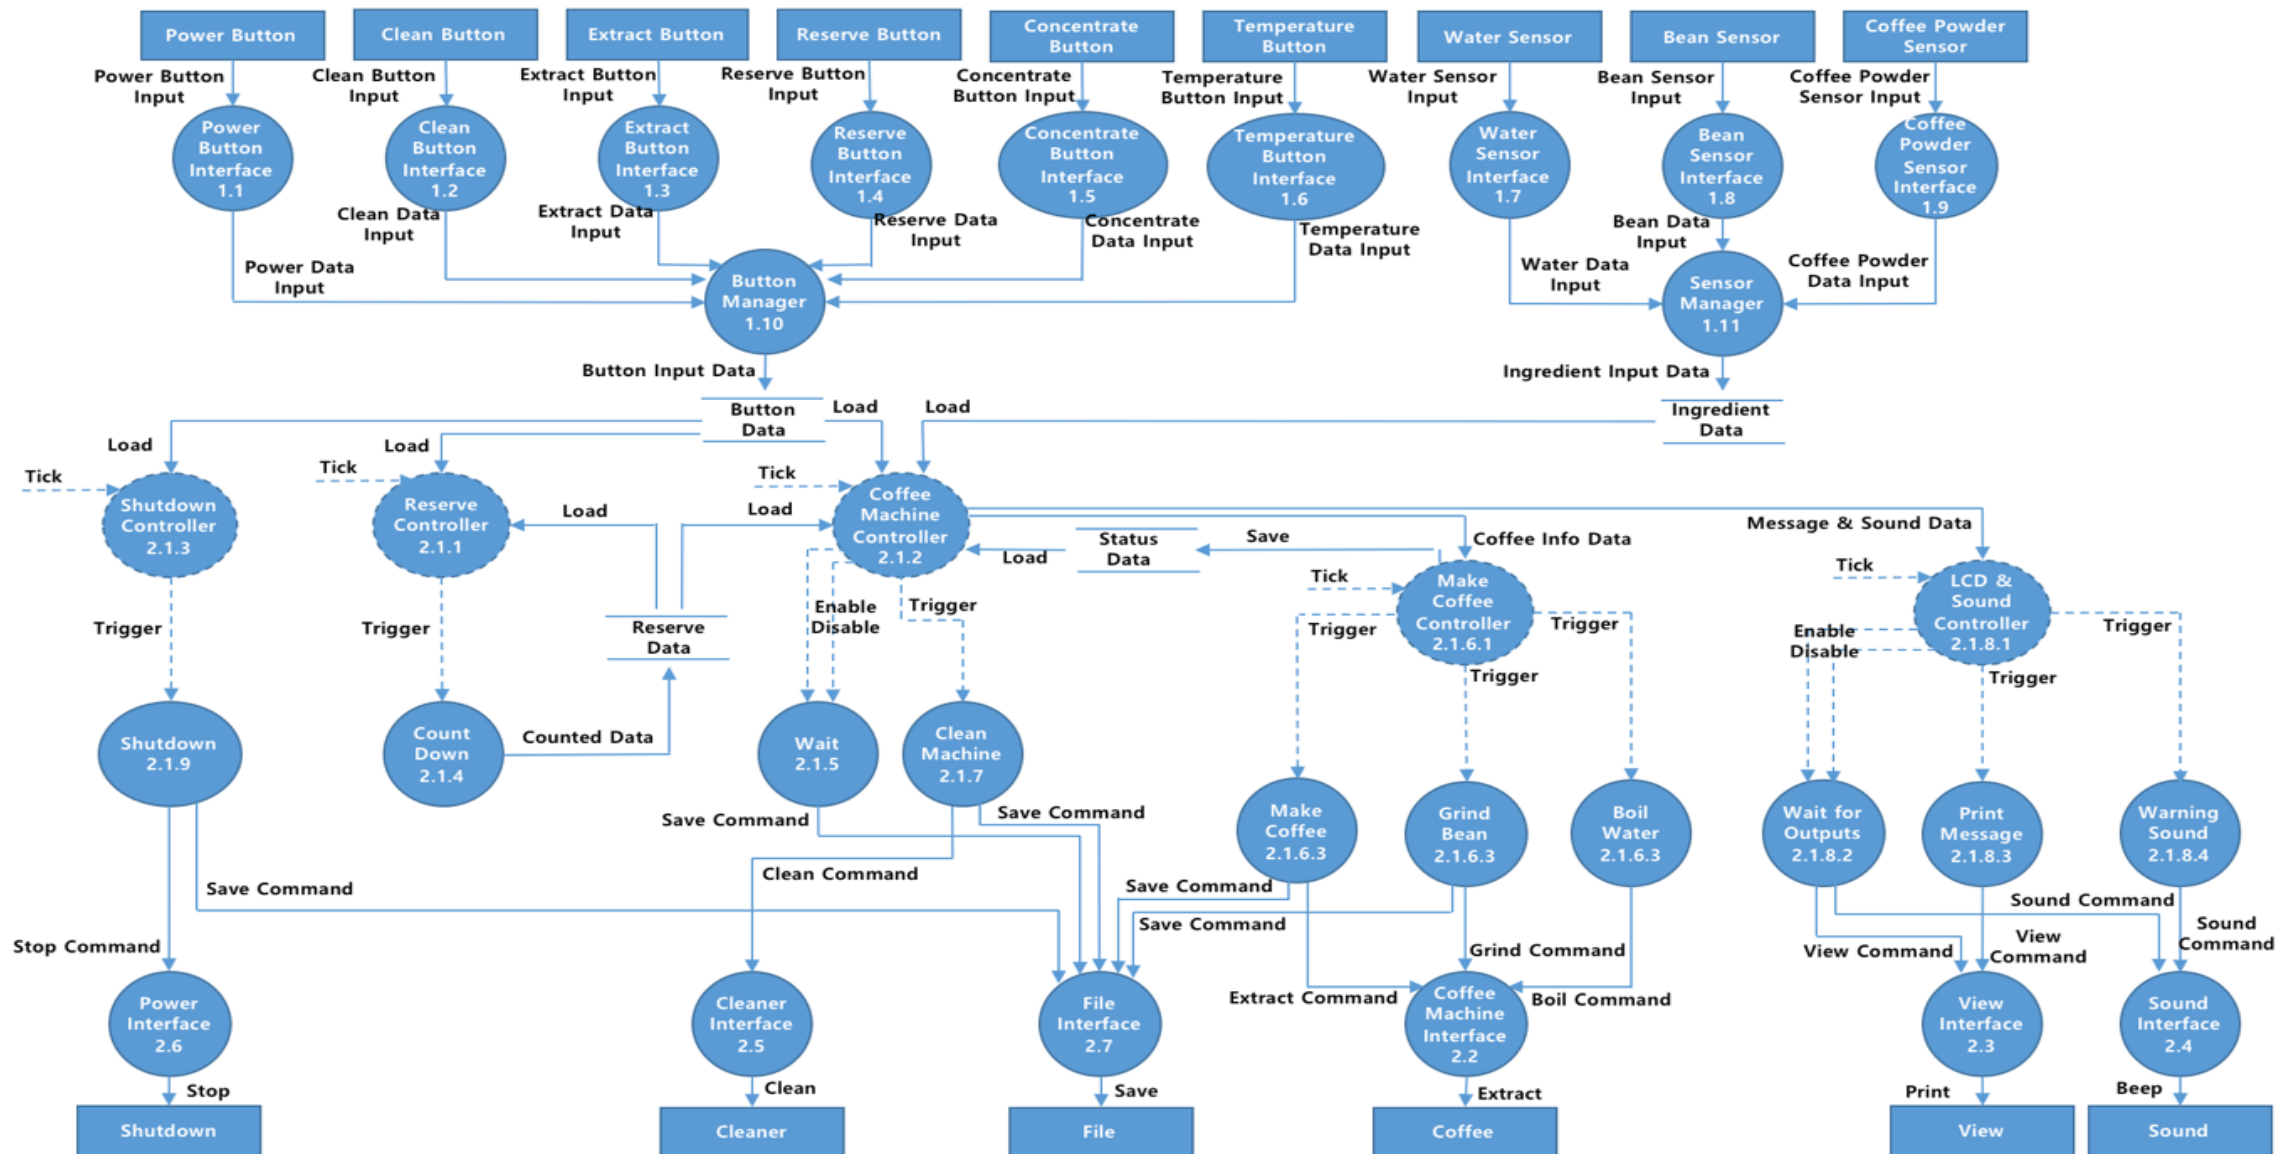 Power Button
Clean Button
Extract Button
Reserve Button
Concentrate
Button
Temperature
Button
Water Sensor
Bean Sensor
Coffee Powder
Sensor
Power Button
Input
Clean Button
Input
Extract Button
Input
Reserve Button
Input
Concentrate
Button Input
Temperature
Button Input
Water Sensor
Input
Bean Sensor
Input
Coffee Powder
Sensor Input
Power
Button
Interface
1.1
Clean
Button
Interface
1.2
Extract
Button
Interface
1.3
Reserve
Button
Interface
1.4
Concentrate
Button
Interface
1.5
Temperature
Button
Interface
1.6
Water
Sensor
Interface
1.7
Bean
Sensor
Interface
1.8
Coffee
Powder
Sensor
Interface
1.9
Power Data
Input
Clean Data
Input
Extract Data
Input
Reserve Data
Input
Concentrate
Data Input
Temperature
Data Input
Water Data
Input
Bean Data
Input
Coffee Powder
Data Input
Button
Manager
1.10
Sensor
Manager
1.11
Button Input Data
Ingredient Input Data
Button
Data
Ingredient
Data
Load
Load
Load
Load
Tick
Tick
Tick
Shutdown
Controller
2.1.3
Reserve
Controller
2.1.1
Load
Load
Coffee
Machine
Controller
2.1.2
Load
Status
Data
Save
Coffee Info Data
Message & Sound Data
Tick
Make
Coffee
Controller
2.1.6.1
Tick
LCD &
Sound
Controller
2.1.8.1
Trigger
Trigger
Reserve
Data
Enable
Disable
Trigger
Trigger
Trigger
Trigger
Enable
Disable
Trigger
Trigger
Shutdown
2.1.9
Count
Down
2.1.4
Counted Data
Wait
2.1.5
Clean
Machine
2.1.7
Make
Coffee
2.1.6.3
Grind
Bean
2.1.6.3
Boil
Water
2.1.6.3
Wait for
Outputs
2.1.8.2
Print
Message
2.1.8.3
Warning
Sound
2.1.8.4
Save Command
Save Command
Clean Command
Save Command
Save Command
Save Command
Stop Command
Extract Command
Grind Command
Boil Command
Sound Command
View Command
View
Command
Sound
Command
Power
Interface
2.6
Cleaner
Interface
2.5
File
Interface
2.7
Coffee
Machine
Interface
2.2
View
Interface
2.3
Sound
Interface
2.4
Stop
Clean
Save
Extract
Print
Beep
Shutdown
Cleaner
File
Coffee
View
Sound